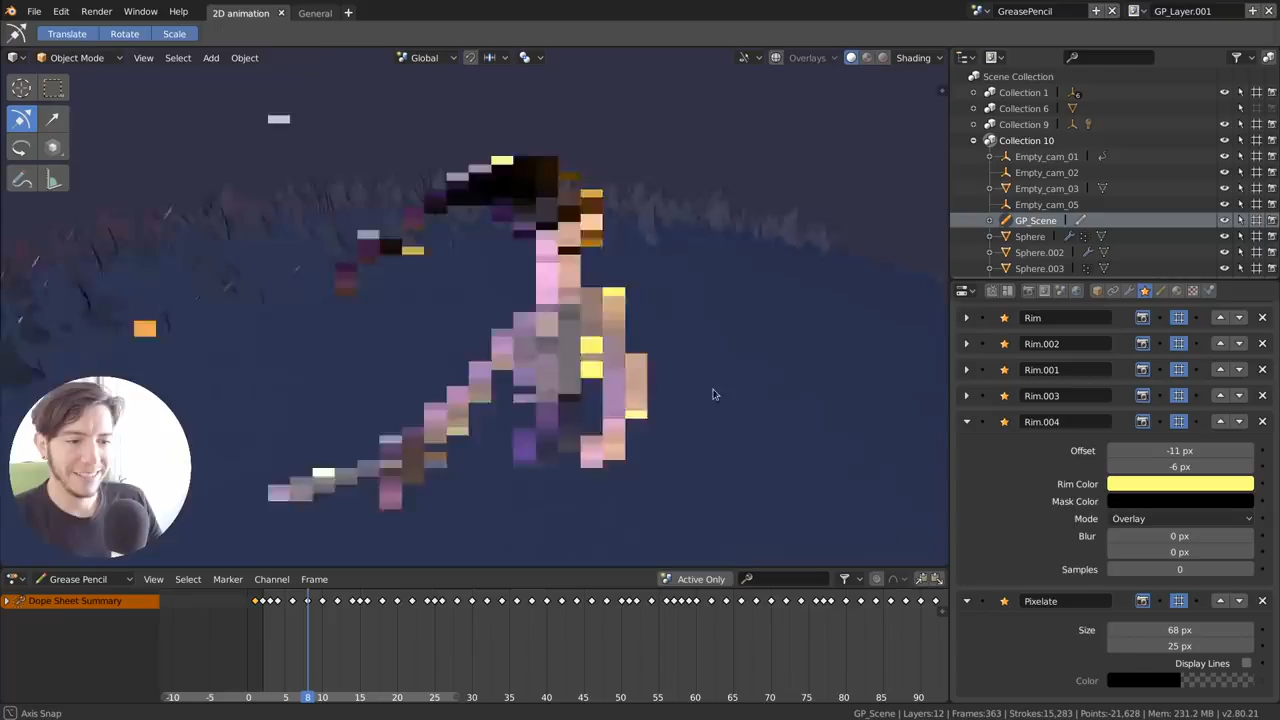 File Edit Render Window Help 2D animation General GreasePencil GP_Layer.001
Translate Rotate Scale
Object Mode View Select Add Object Global Overlays Shading
Scene Collection
Collection 1 6
Collection 6
Collection 9
Collection 10
Empty_cam_01
Empty_cam_02
Empty_cam_03
Empty_cam_05
GP_Scene
Sphere
Sphere.002
Sphere.003
Rim
Rim.002
Rim.001
Rim.003
Rim.004
Offset -11 px
-6 px
Rim Color
Mask Color
Mode Overlay
Blur 0 px
0 px
Samples 0
Pixelate
Size 68 px
25 px
Display Lines
Color
Grease Pencil View Select Marker Channel Frame Active Only
Dope Sheet Summary
-10 -5 0 5 8 10 15 20 25 30 35 40 45 50 55 60 65 70 75 80 85 90
Axis Snap GP_Scene | Layers:12 | Frames:363 | Strokes:15,283 | Points:-21,628 | Mem: 231.2 MB | v2.80.21